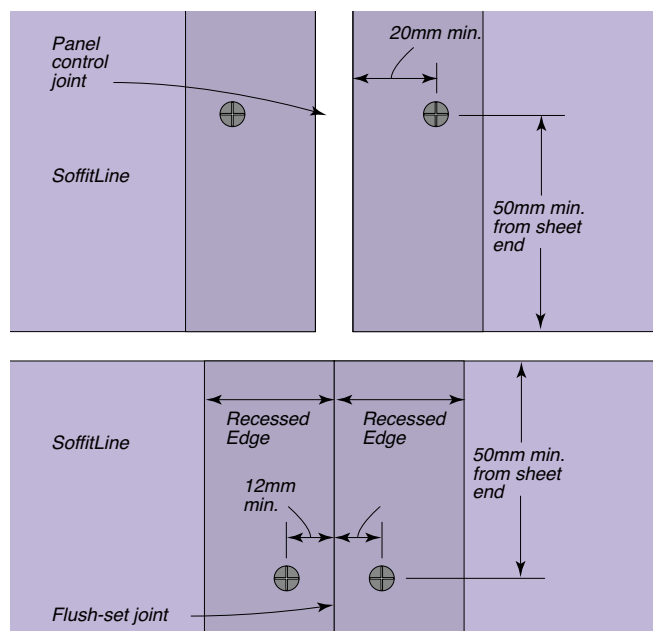 Panel
control
joint
20mm min.
SoffitLine
50mm min.
from sheet
end
Recessed
Edge
Recessed
Edge
SoffitLine
50mm min.
from sheet
end
12mm
min.
Flush-set joint